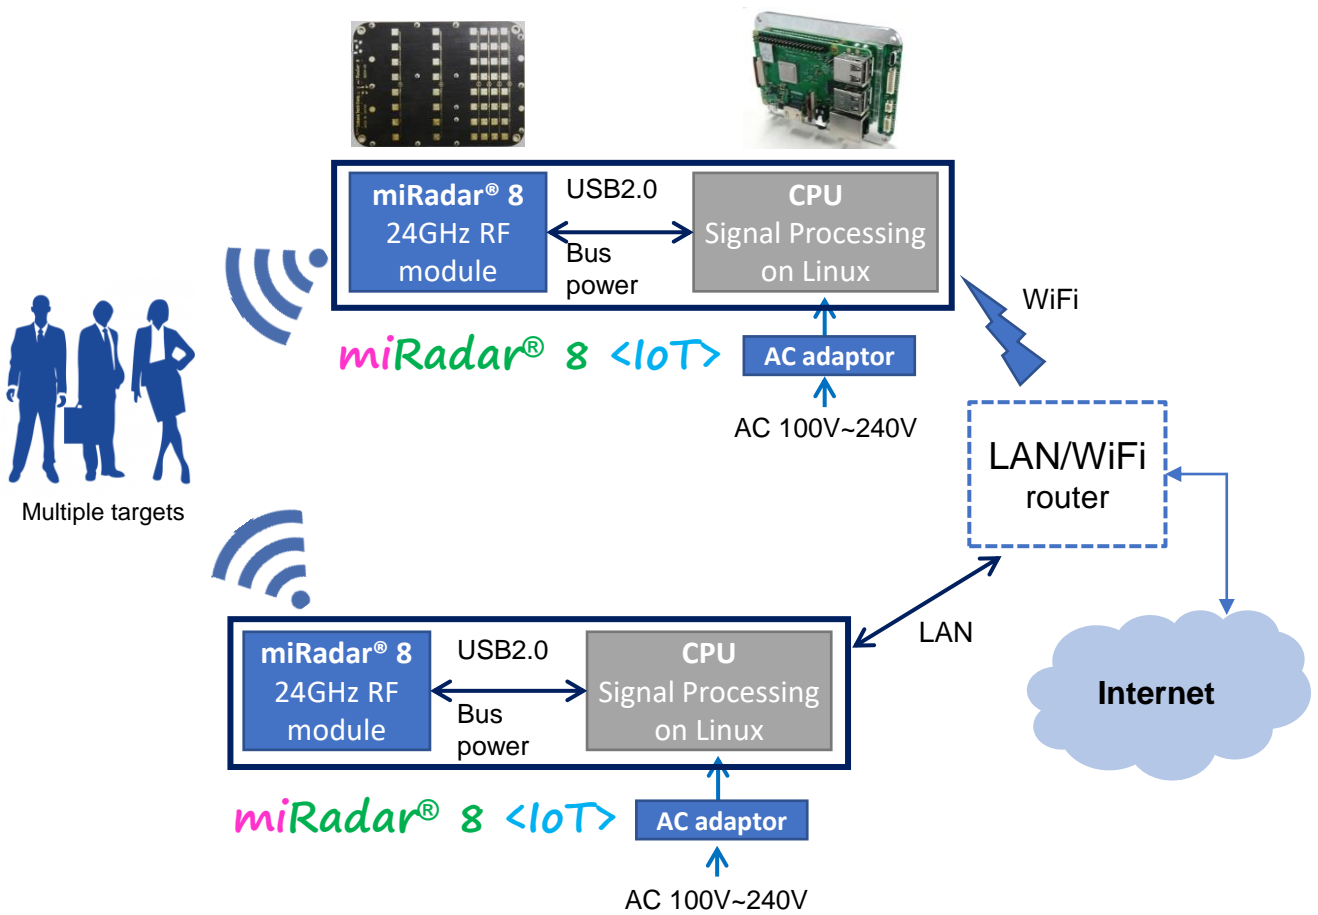 miRadar® 8
24GHz RF
module
USB2.0
Bus
power
CPU
Signal Processing
on Linux
WiFi
miRadar® 8 <IoT>
AC adaptor
AC 100V~240V
LAN/WiFi
router
Multiple targets
LAN
miRadar® 8
24GHz RF
module
USB2.0
Bus
power
CPU
Signal Processing
on Linux
Internet
miRadar® 8 <IoT>
AC adaptor
AC 100V~240V